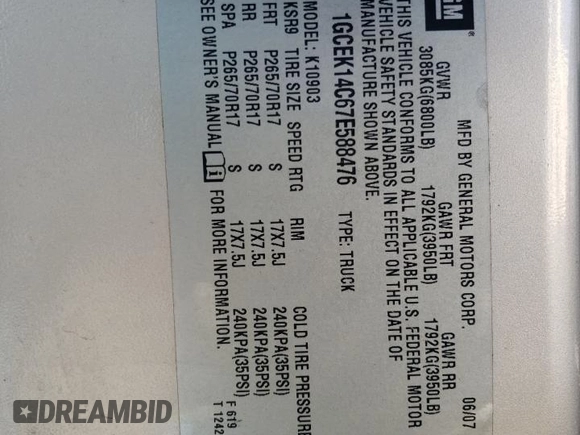 GM ®
MFD BY GENERAL MOTORS CORP. 06/07
GVWR GAWR FRT GAWR RR
3085KG(6800LB) 1792KG(3950LB) 1792KG(3950LB)
THIS VEHICLE CONFORMS TO ALL APPLICABLE U.S. FEDERAL MOTOR
VEHICLE SAFETY STANDARDS IN EFFECT ON THE DATE OF
MANUFACTURE SHOWN ABOVE.
1GCEK14C67E588476 TYPE: TRUCK
MODEL: K10903
KSR9 TIRE SIZE SPEED RTG RIM COLD TIRE PRESSURE
FRT P265/70R17 S 17X7.5J 240KPA(35PSI)
RR P265/70R17 S 17X7.5J 240KPA(35PSI)
SPA P265/70R17 S 17X7.5J 240KPA(35PSI)
SEE OWNER'S MANUAL i FOR MORE INFORMATION.
F 619
T 1242
DREAMBID